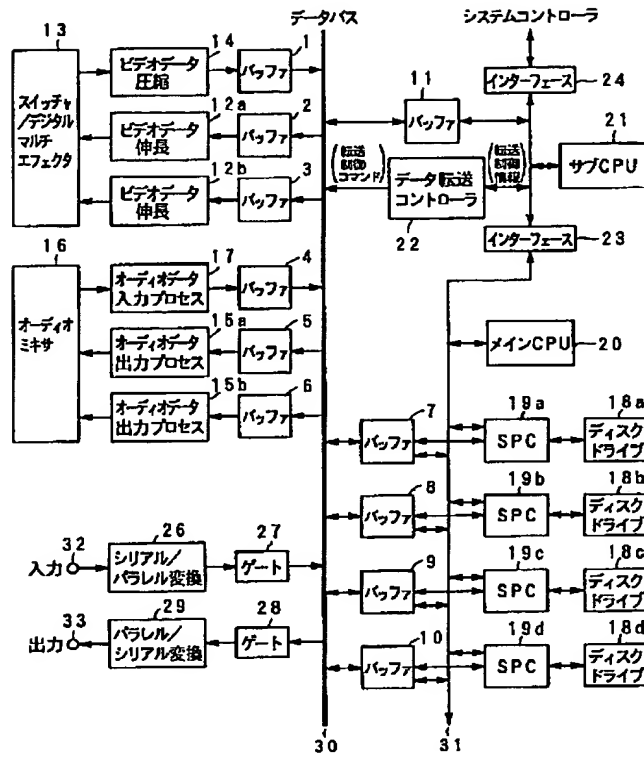 データバス
システムコントローラ
13
スイッチャ
/デジタル
マルチ
エフェクタ
14
ビデオデータ
圧縮
1
バッファ
12a
ビデオデータ
伸長
2
バッファ
12b
ビデオデータ
伸長
3
バッファ
11
バッファ
インターフェース
24
21
サブCPU
(転送
制御
コマンド)
データ転送
コントローラ
22
(転送
制御
情報)
インターフェース
23
16
オーディオ
ミキサ
17
オーディオデータ
入力プロセス
4
バッファ
15a
オーディオデータ
出力プロセス
5
バッファ
15b
オーディオデータ
出力プロセス
6
バッファ
メインCPU
20
7
バッファ
19a
SPC
18a
ディスク
ドライブ
8
バッファ
19b
SPC
18b
ディスク
ドライブ
9
バッファ
19c
SPC
18c
ディスク
ドライブ
10
バッファ
19d
SPC
18d
ディスク
ドライブ
32
入力
26
シリアル/
パラレル変換
27
ゲート
33
出力
29
パラレル/
シリアル変換
28
ゲート
30
31